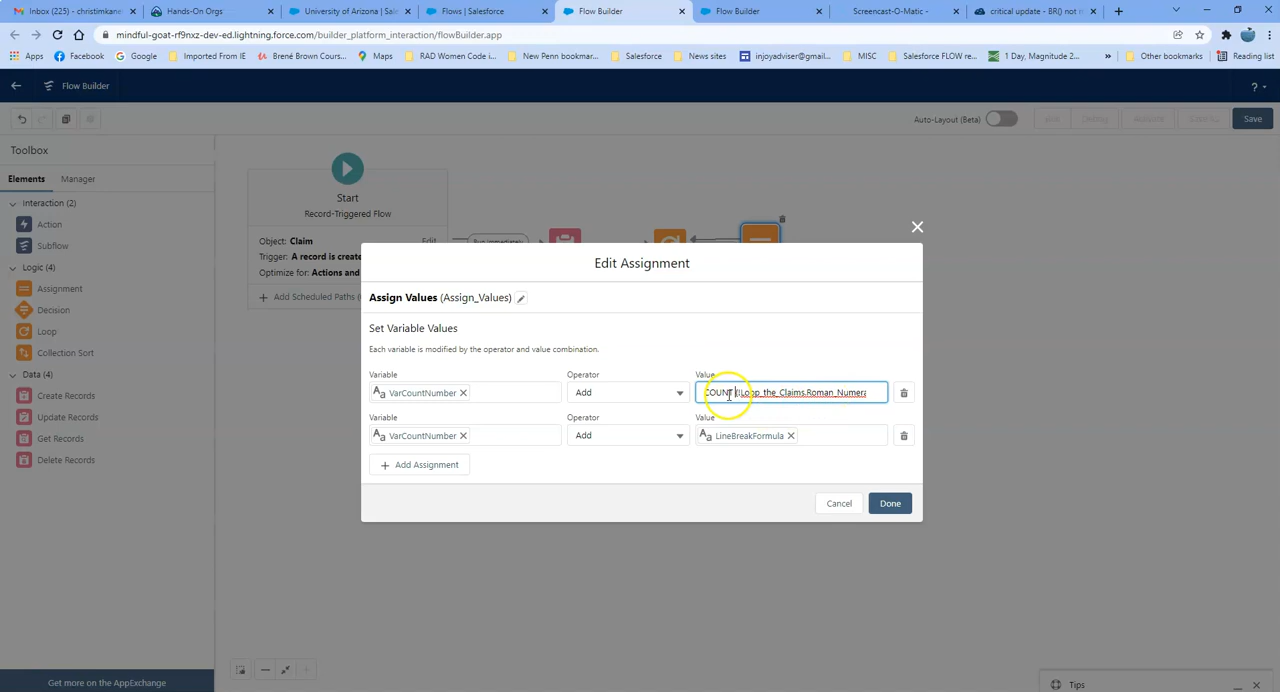 Inbox (225) - christimkane
Hands-On Orgs
University of Arizona | Sal
Flows | Salesforce
Flow Builder
Flow Builder
Screencast-O-Matic -
critical update - BR() not
mindful-goat-rf9nxz-dev-ed.lightning.force.com/builder_platform_interaction/flowBuilder.app
Apps
Facebook
Google
Imported From IE
Brené Brown Cours...
Maps
RAD Women Code i...
New Penn bookmar...
Salesforce
News sites
injoyadviser@gmail...
MISC
Salesforce FLOW re...
1 Day, Magnitude 2...
»
Other bookmarks
Reading list
Flow Builder
?
Auto-Layout (Beta)
Save
Toolbox
Elements
Manager
Interaction (2)
Action
Subflow
Logic (4)
Assignment
Decision
Loop
Collection Sort
Data (4)
Create Records
Update Records
Get Records
Delete Records
Get more on the AppExchange
Start
Record-Triggered Flow
Object: Claim
Edit
Trigger: A record is create
Optimize for: Actions and
Add Scheduled Paths (
Run Immediately
Edit Assignment
Assign Values (Assign_Values)
Set Variable Values
Each variable is modified by the operator and value combination.
Variable
Operator
Value
VarCountNumber
Add
COUNT (!Loop_the_Claims.Roman_Numera
Variable
Operator
Value
VarCountNumber
Add
LineBreakFormula
Add Assignment
Cancel
Done
Tips